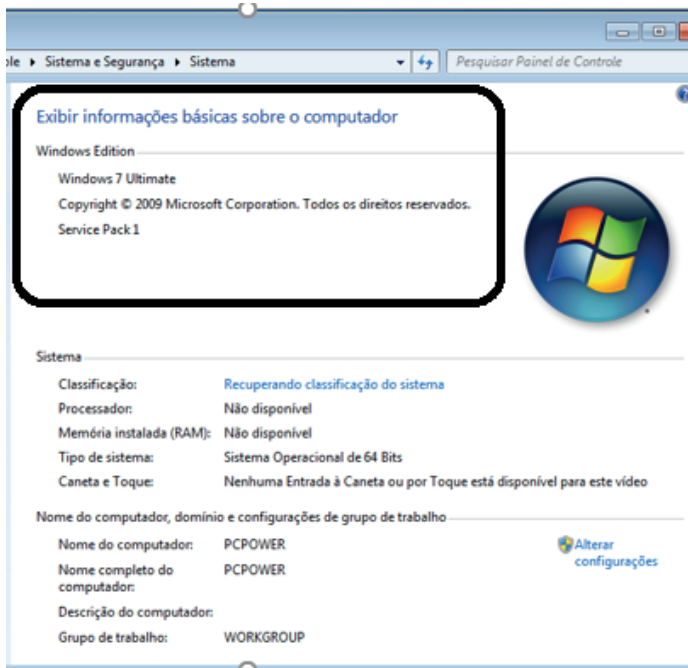 ole ▸ Sistema e Segurança ▸ Sistema
Pesquisar Painel de Controle
Exibir informações básicas sobre o computador
Windows Edition
Windows 7 Ultimate
Copyright © 2009 Microsoft Corporation. Todos os direitos reservados.
Service Pack 1
Sistema
Classificação: Recuperando classificação do sistema
Processador: Não disponível
Memória instalada (RAM): Não disponível
Tipo de sistema: Sistema Operacional de 64 Bits
Caneta e Toque: Nenhuma Entrada à Caneta ou por Toque está disponível para este vídeo
Nome do computador, domínio e configurações de grupo de trabalho
Nome do computador: PCPOWER
Alterar
configurações
Nome completo do
computador: PCPOWER
Descrição do computador:
Grupo de trabalho: WORKGROUP